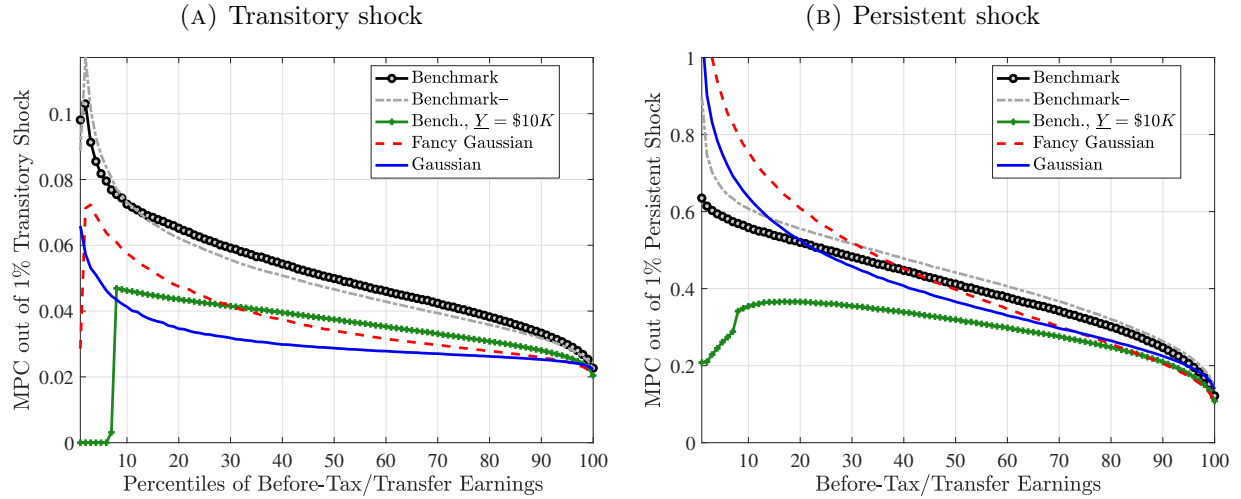 (A) Transitory shock
MPC out of 1% Transitory Shock
0.1
0.08
0.06
0.04
0.02
0
Benchmark
Benchmark–
Bench., Y = $10K
Fancy Gaussian
Gaussian
10 20 30 40 50 60 70 80 90 100
Percentiles of Before-Tax/Transfer Earnings
(B) Persistent shock
MPC out of 1% Persistent Shock
1
0.8
0.6
0.4
0.2
0
Benchmark
Benchmark–
Bench., Y = $10K
Fancy Gaussian
Gaussian
10 20 30 40 50 60 70 80 90 100
Before-Tax/Transfer Earnings